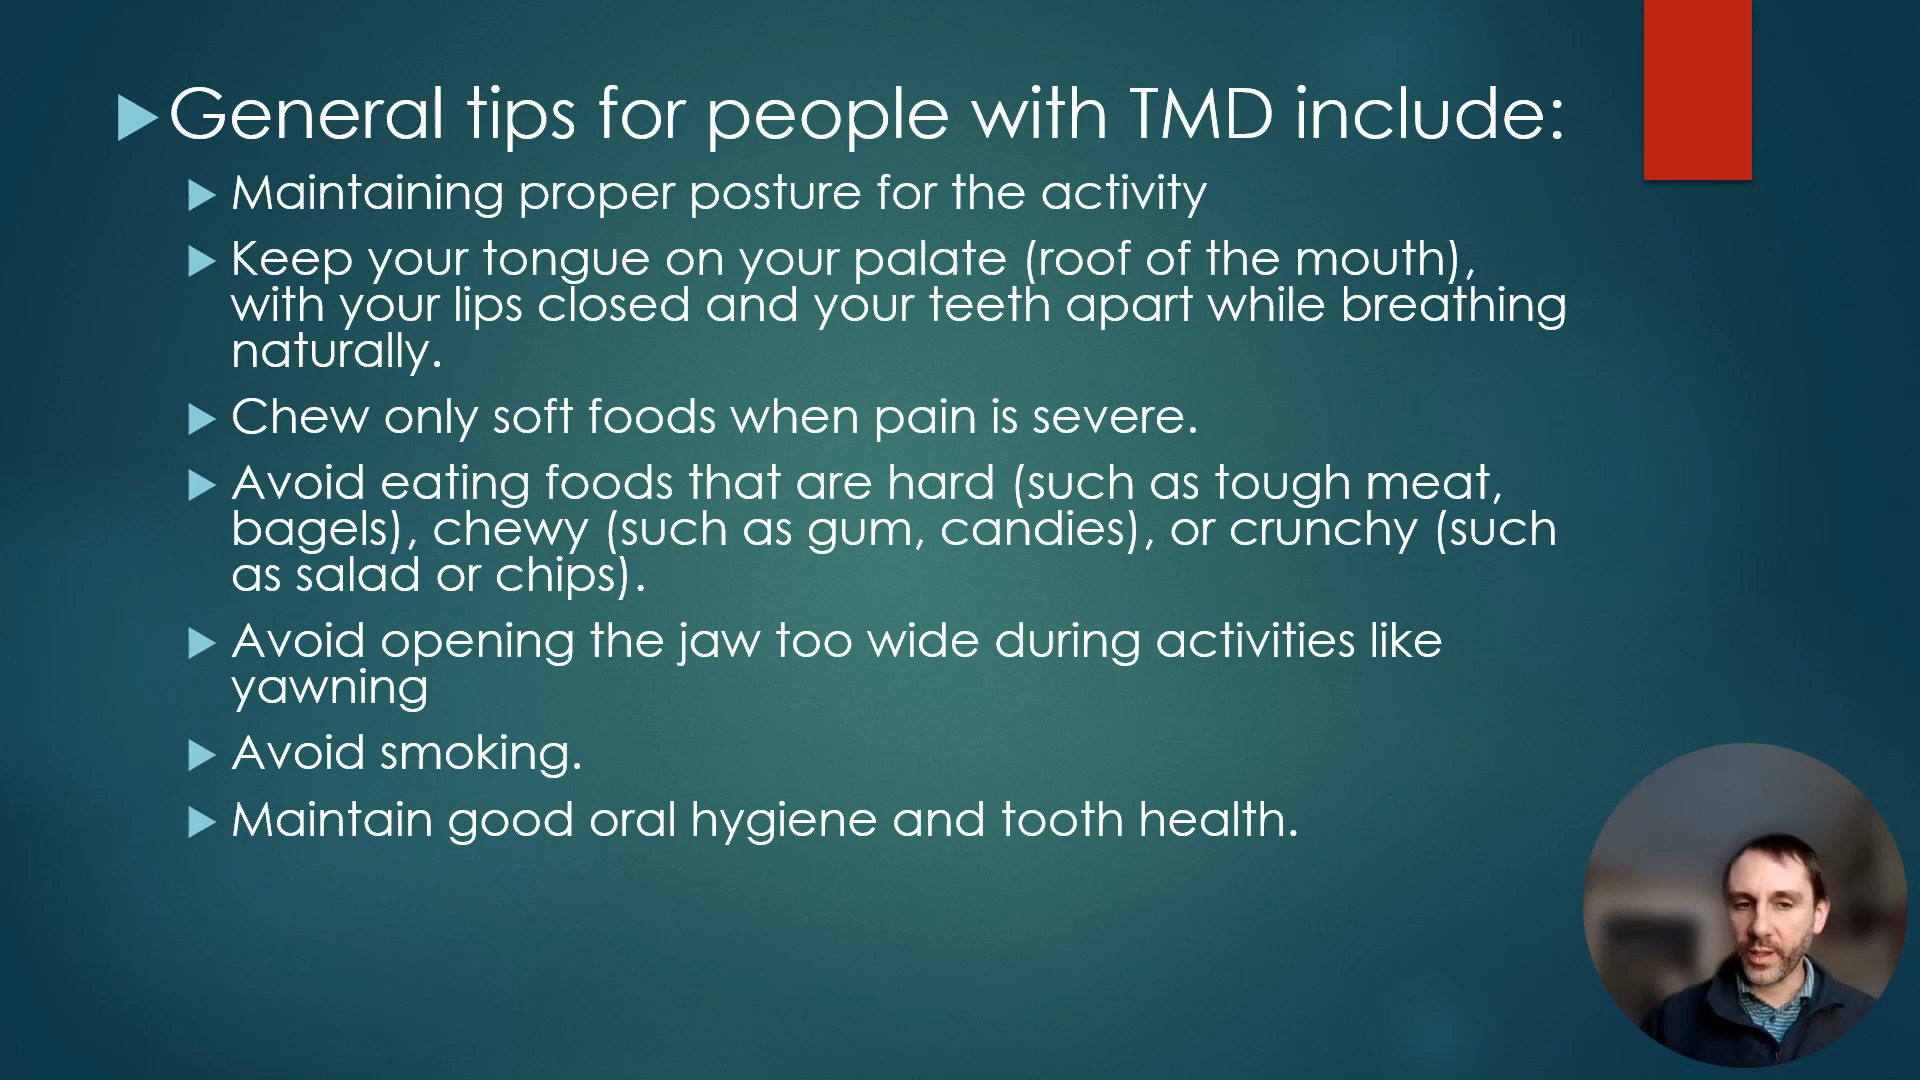 General tips for people with TMD include:
Maintaining proper posture for the activity
Keep your tongue on your palate (roof of the mouth),
with your lips closed and your teeth apart while breathing
naturally.
Chew only soft foods when pain is severe.
Avoid eating foods that are hard (such as tough meat,
bagels), chewy (such as gum, candies), or crunchy (such
as salad or chips).
Avoid opening the jaw too wide during activities like
yawning
Avoid smoking.
Maintain good oral hygiene and tooth health.